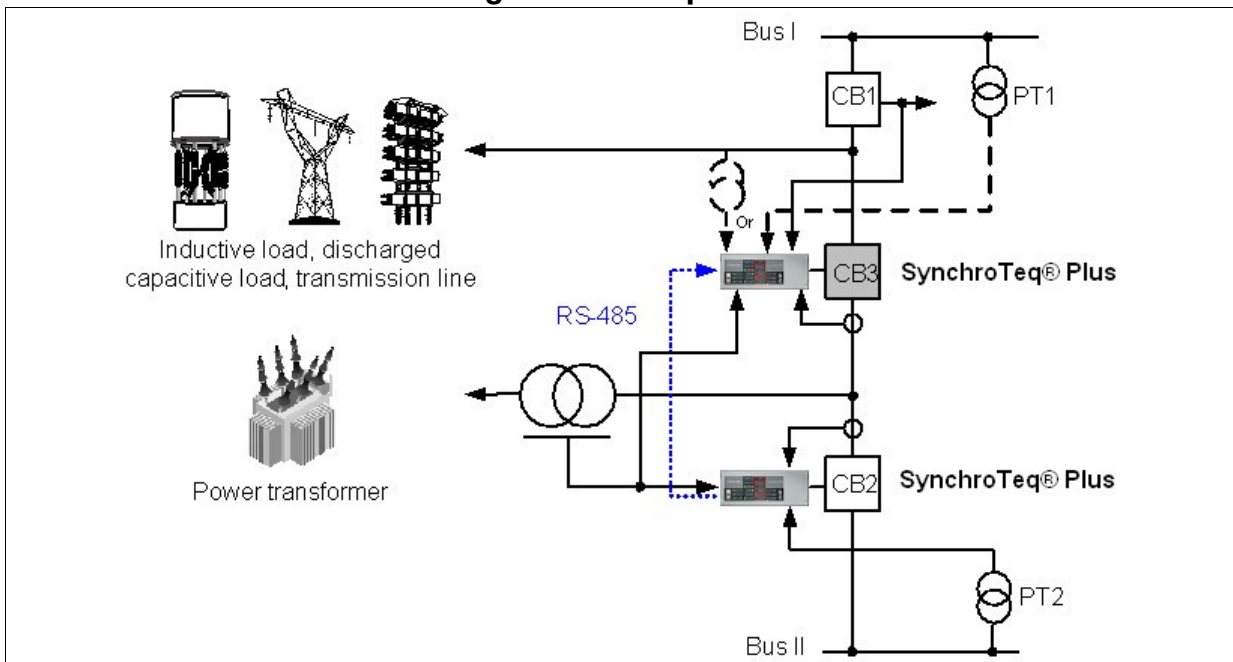 Bus I
CB1
PT1
Or
Inductive load, discharged
capacitive load, transmission line
CB3
SynchroTeq® Plus
RS-485
CB2
SynchroTeq® Plus
Power transformer
PT2
Bus II